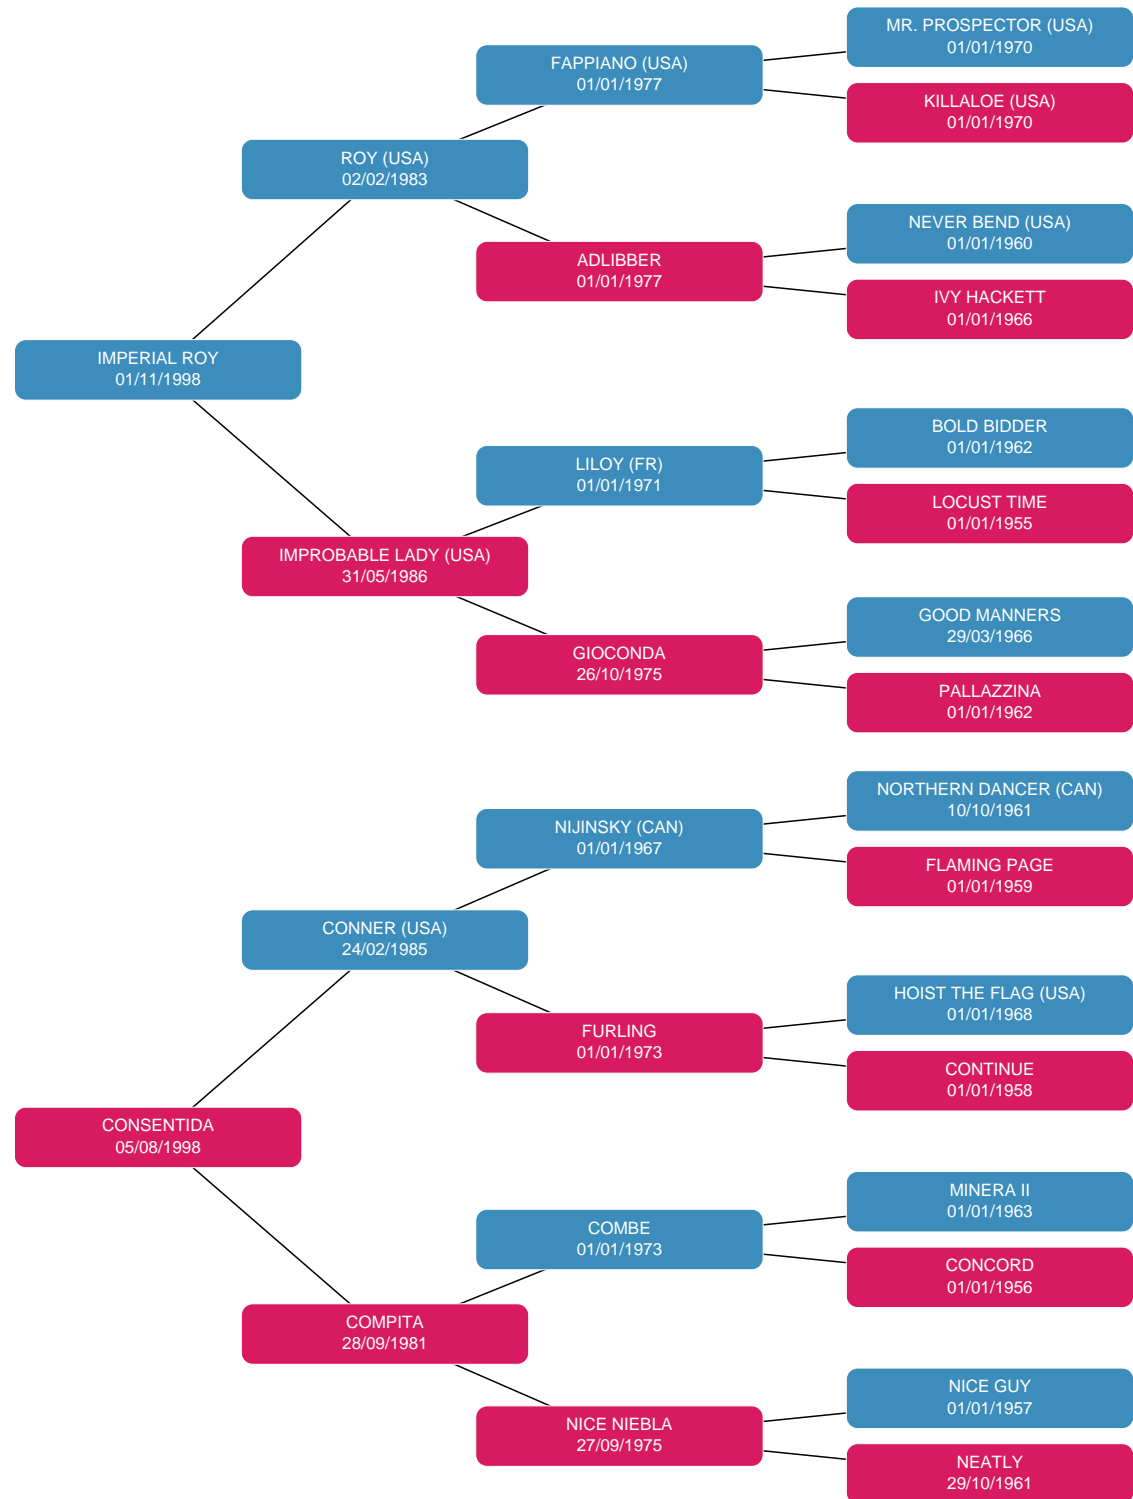 MR. PROSPECTOR (USA)
01/01/1970
FAPPIANO (USA)
01/01/1977
KILLALOE (USA)
01/01/1970
ROY (USA)
02/02/1983
NEVER BEND (USA)
01/01/1960
ADLIBBER
01/01/1977
IVY HACKETT
01/01/1966
IMPERIAL ROY
01/11/1998
BOLD BIDDER
01/01/1962
LILOY (FR)
01/01/1971
LOCUST TIME
01/01/1955
IMPROBABLE LADY (USA)
31/05/1986
GOOD MANNERS
29/03/1966
GIOCONDA
26/10/1975
PALLAZZINA
01/01/1962
NORTHERN DANCER (CAN)
10/10/1961
NIJINSKY (CAN)
01/01/1967
FLAMING PAGE
01/01/1959
CONNER (USA)
24/02/1985
HOIST THE FLAG (USA)
01/01/1968
FURLING
01/01/1973
CONTINUE
01/01/1958
CONSENTIDA
05/08/1998
MINERA II
01/01/1963
COMBE
01/01/1973
CONCORD
01/01/1956
COMPITA
28/09/1981
NICE GUY
01/01/1957
NICE NIEBLA
27/09/1975
NEATLY
29/10/1961